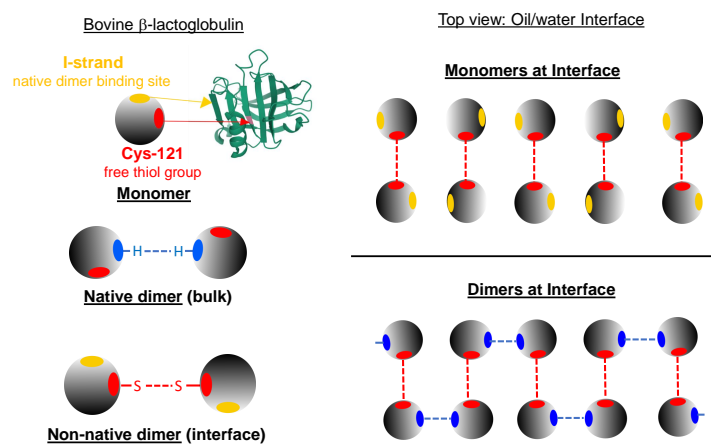 Bovine β-lactoglobulin
I-strand
native dimer binding site
Cys-121
free thiol group
Monomer
H H
Native dimer (bulk)
S S
Non-native dimer (interface)
Top view: Oil/water Interface
Monomers at Interface
Dimers at Interface